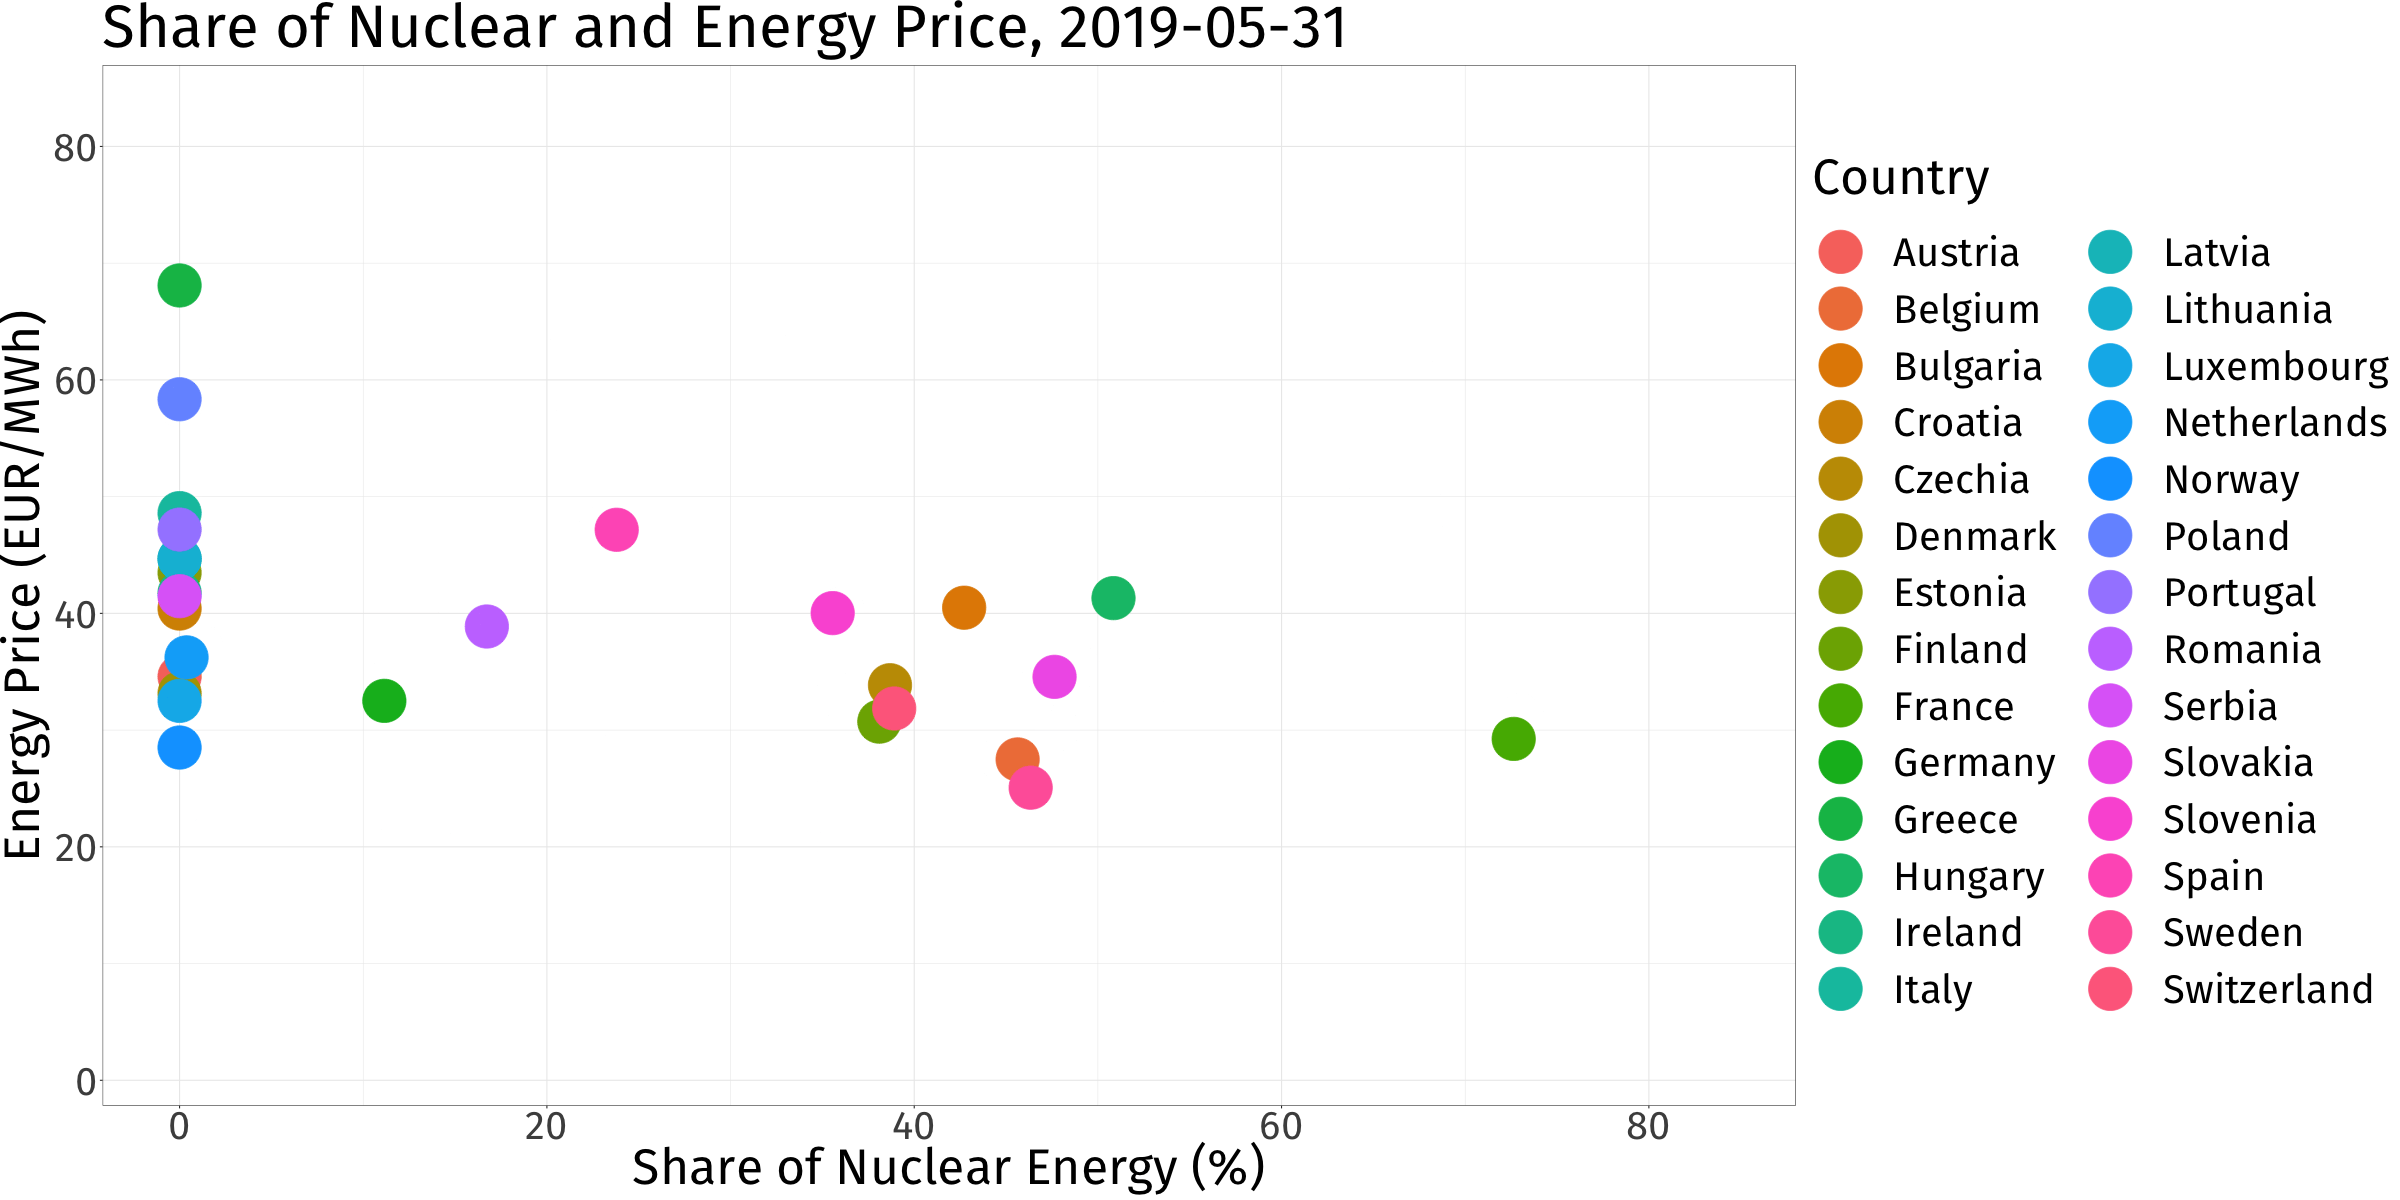 Share of Nuclear and Energy Price, 2019-05-31
Energy Price (EUR/MWh)
80
60
40
20
0
0
20
40
60
80
Share of Nuclear Energy (%)
Country
Austria
Belgium
Bulgaria
Croatia
Czechia
Denmark
Estonia
Finland
France
Germany
Greece
Hungary
Ireland
Italy
Latvia
Lithuania
Luxembourg
Netherlands
Norway
Poland
Portugal
Romania
Serbia
Slovakia
Slovenia
Spain
Sweden
Switzerland